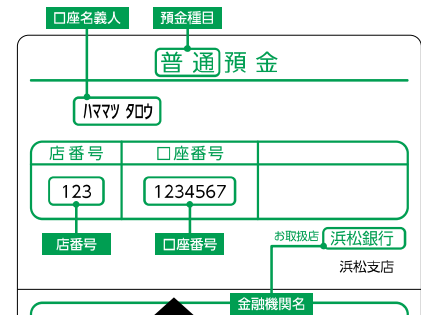 口座名義人 預金種目
普通預金
ハママツ タロウ
店番号 口座番号
123 1234567
店番号 口座番号
お取扱店 浜松銀行
浜松支店
金融機関名